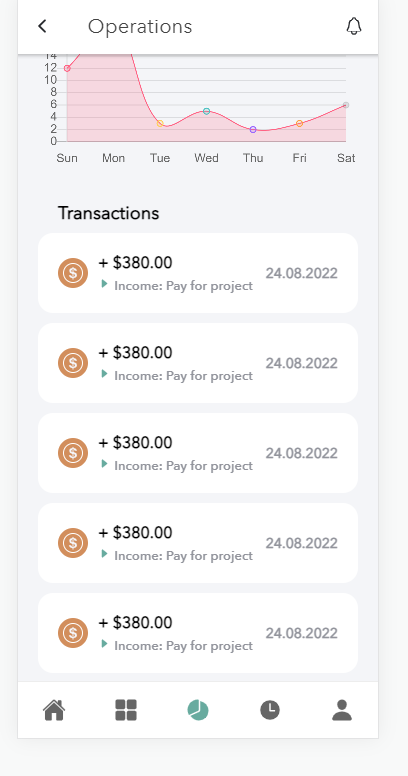 Operations
14
12
10
8
6
4
2
0
Sun Mon Tue Wed Thu Fri Sat
Transactions
+ $380.00
Income: Pay for project
24.08.2022
+ $380.00
Income: Pay for project
24.08.2022
+ $380.00
Income: Pay for project
24.08.2022
+ $380.00
Income: Pay for project
24.08.2022
+ $380.00
Income: Pay for project
24.08.2022